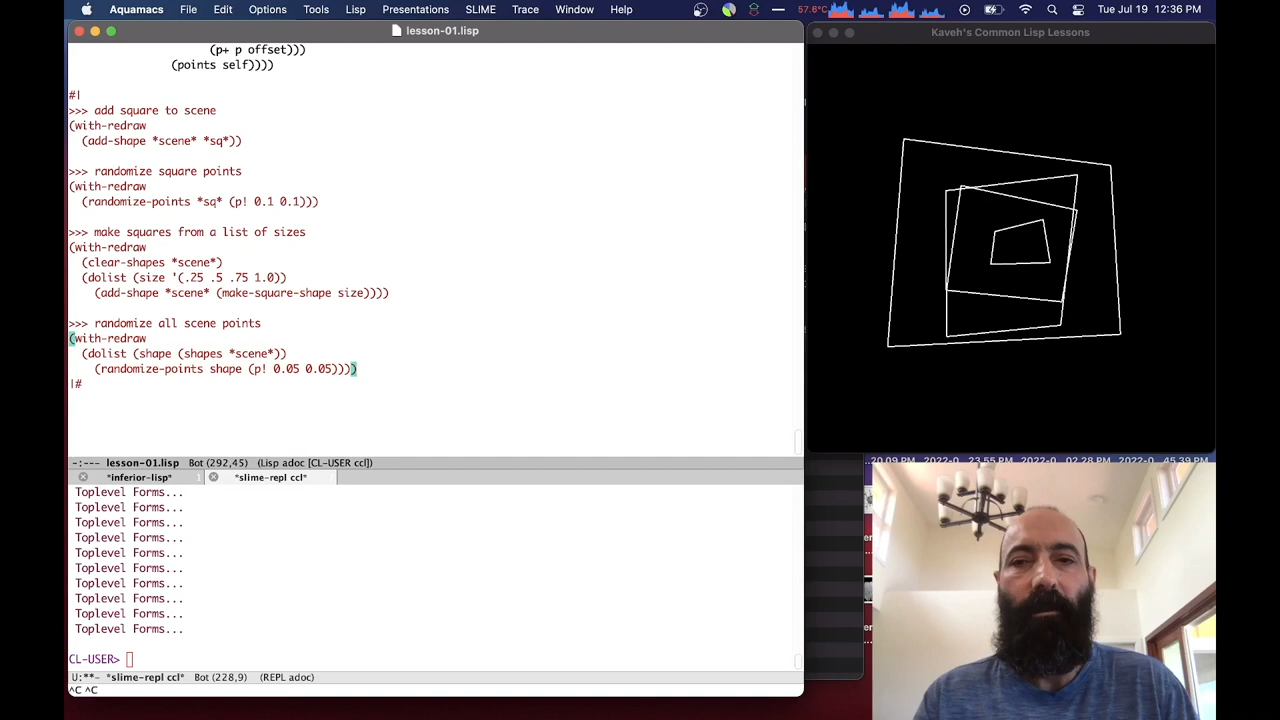 Aquamacs File Edit Options Tools Lisp Presentations SLIME Trace Window Help 57.6°C Tue Jul 19 12:36 PM
lesson-01.lisp
Kaveh's Common Lisp Lessons
(p+ p offset)))
(points self))))
#|
>>> add square to scene
(with-redraw
(add-shape *scene* *sq*))
>>> randomize square points
(with-redraw
(randomize-points *sq* (p! 0.1 0.1)))
>>> make squares from a list of sizes
(with-redraw
(clear-shapes *scene*)
(dolist (size '(.25 .5 .75 1.0))
(add-shape *scene* (make-square-shape size))))
>>> randomize all scene points
(with-redraw
(dolist (shape (shapes *scene*))
(randomize-points shape (p! 0.05 0.05))))
|#
-:--- lesson-01.lisp Bot (292,45) (Lisp adoc [CL-USER ccl])
*inferior-lisp* *slime-repl ccl*
Toplevel Forms...
Toplevel Forms...
Toplevel Forms...
Toplevel Forms...
Toplevel Forms...
Toplevel Forms...
Toplevel Forms...
Toplevel Forms...
Toplevel Forms...
Toplevel Forms...
CL-USER>
U:**- *slime-repl ccl* Bot (228,9) (REPL adoc)
^C ^C